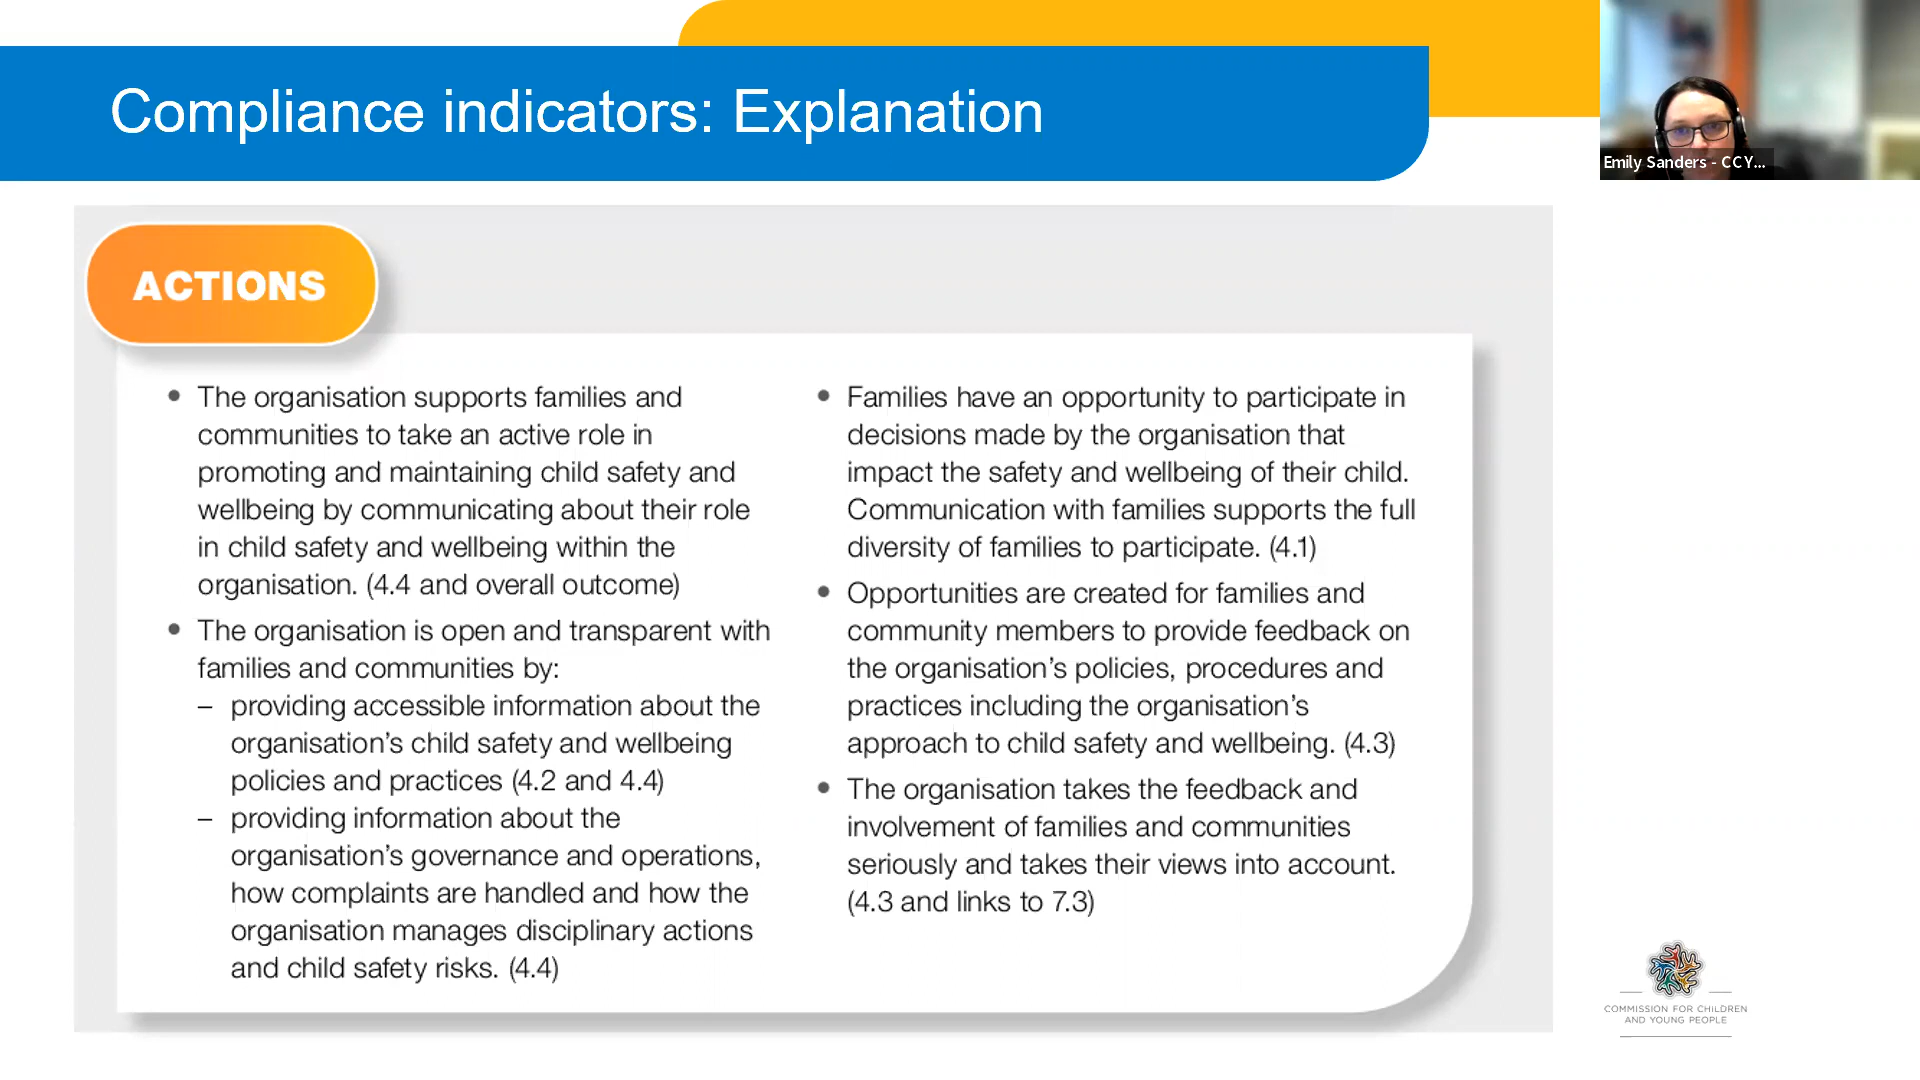 Compliance indicators: Explanation
Emily Sanders - CCY...
ACTIONS
• The organisation supports families and
communities to take an active role in
promoting and maintaining child safety and
wellbeing by communicating about their role
in child safety and wellbeing within the
organisation. (4.4 and overall outcome)
• The organisation is open and transparent with
families and communities by:
– providing accessible information about the
organisation’s child safety and wellbeing
policies and practices (4.2 and 4.4)
– providing information about the
organisation’s governance and operations,
how complaints are handled and how the
organisation manages disciplinary actions
and child safety risks. (4.4)
• Families have an opportunity to participate in
decisions made by the organisation that
impact the safety and wellbeing of their child.
Communication with families supports the full
diversity of families to participate. (4.1)
• Opportunities are created for families and
community members to provide feedback on
the organisation’s policies, procedures and
practices including the organisation’s
approach to child safety and wellbeing. (4.3)
• The organisation takes the feedback and
involvement of families and communities
seriously and takes their views into account.
(4.3 and links to 7.3)
COMMISSION FOR CHILDREN
AND YOUNG PEOPLE